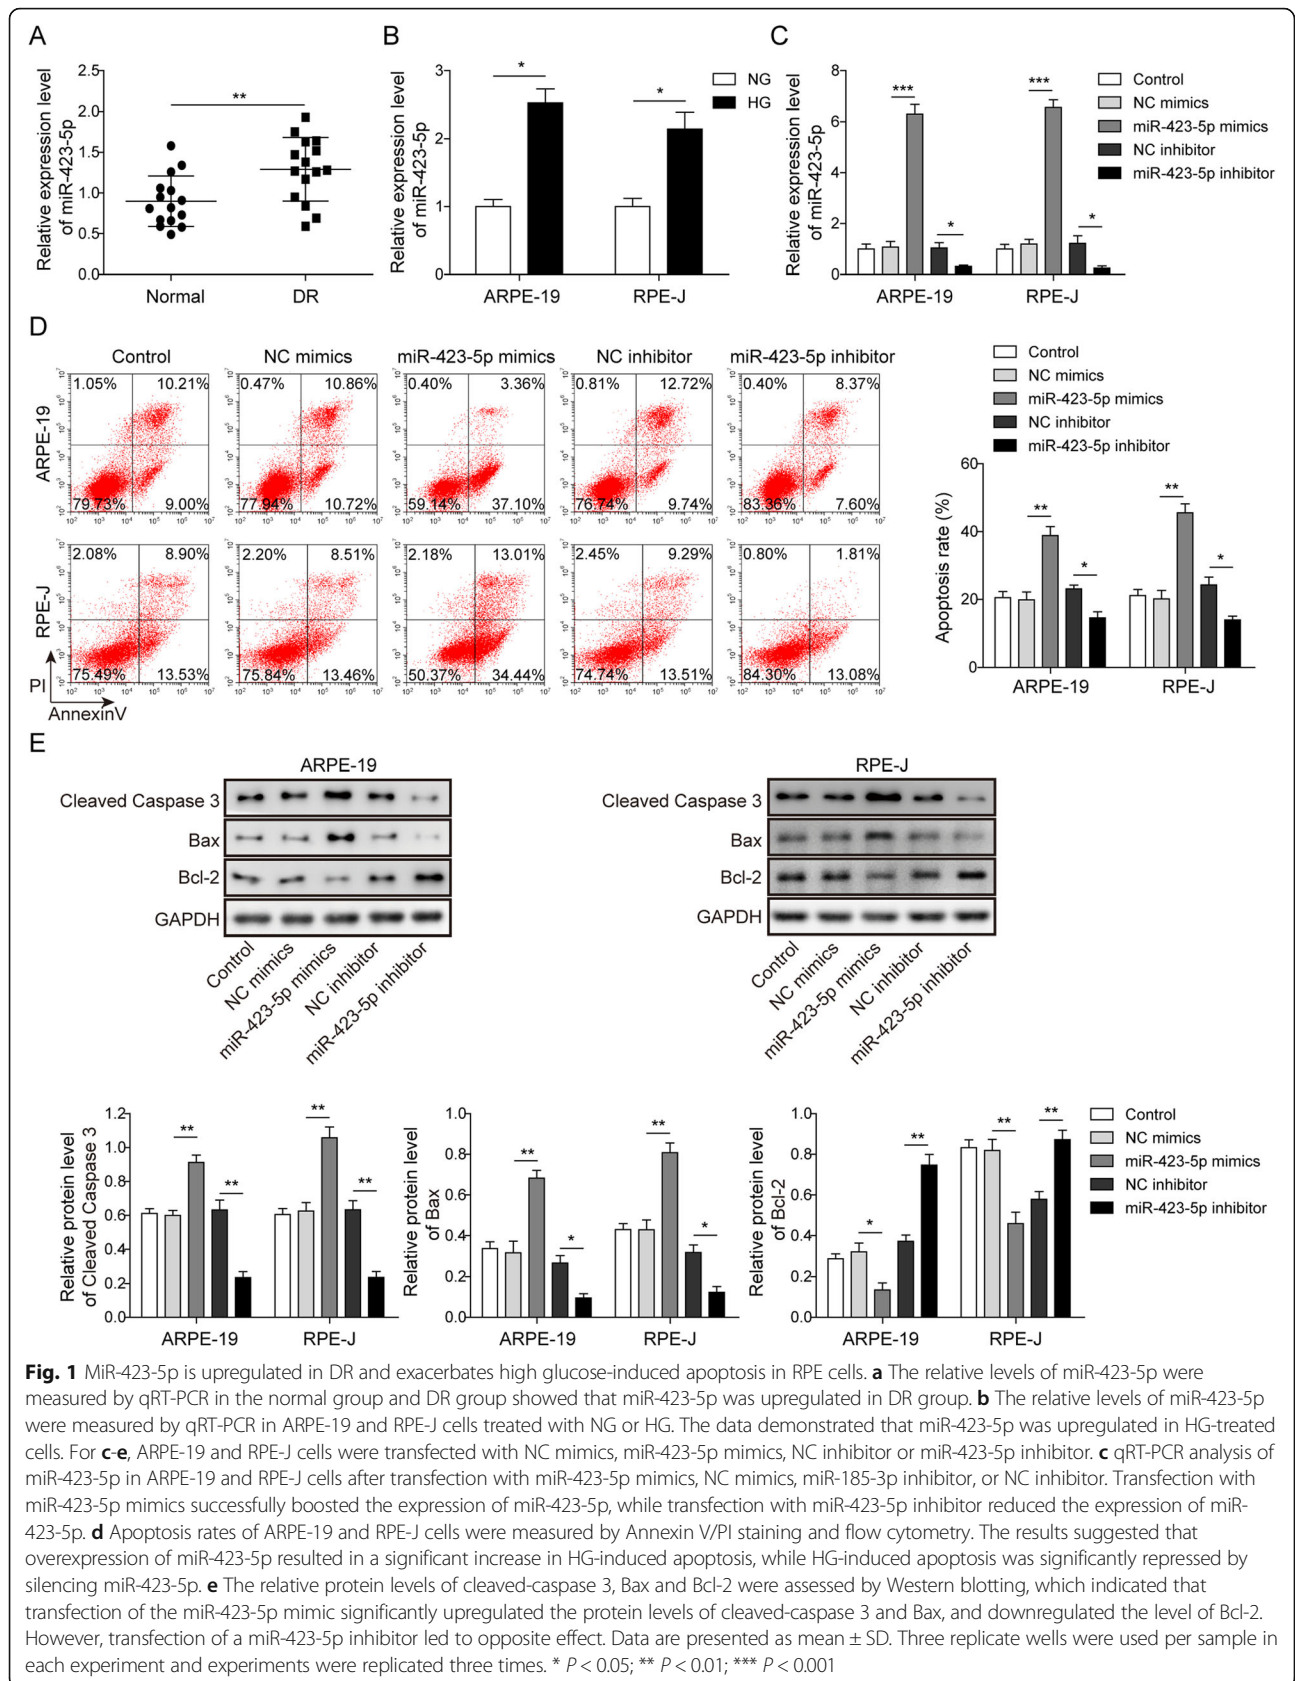 A
Relative expression level
of miR-423-5p
2.5
2.0
1.5
1.0
0.5
0.0
**
Normal DR
B
Relative expression level
of miR-423-5p
3
2
1
0
* *
NG
HG
ARPE-19 RPE-J
C
Relative expression level
of miR-423-5p
8
6
4
2
0
*** * *** *
Control
NC mimics
miR-423-5p mimics
NC inhibitor
miR-423-5p inhibitor
ARPE-19 RPE-J
D
Control NC mimics miR-423-5p mimics NC inhibitor miR-423-5p inhibitor
ARPE-19
1.05% 10.21% 0.47% 10.86% 0.40% 3.36% 0.81% 12.72% 0.40% 8.37%
79.73% 9.00% 77.94% 10.72% 59.14% 37.10% 76.74% 9.74% 83.36% 7.60%
RPE-J
2.08% 8.90% 2.20% 8.51% 2.18% 13.01% 2.45% 9.29% 0.80% 1.81%
75.49% 13.53% 75.84% 13.46% 50.37% 34.44% 74.74% 13.51% 84.30% 13.08%
PI
AnnexinV
Control
NC mimics
miR-423-5p mimics
NC inhibitor
miR-423-5p inhibitor
Apoptosis rate (%)
60
40
20
0
** * ** *
ARPE-19 RPE-J
E
ARPE-19
Cleaved Caspase 3
Bax
Bcl-2
GAPDH
Control
NC mimics
miR-423-5p mimics
NC inhibitor
miR-423-5p inhibitor
RPE-J
Cleaved Caspase 3
Bax
Bcl-2
GAPDH
Control
NC mimics
miR-423-5p mimics
NC inhibitor
miR-423-5p inhibitor
Relative protein level
of Cleaved Caspase 3
1.2
1.0
0.8
0.6
0.4
0.2
0.0
** ** ** **
ARPE-19 RPE-J
Relative protein level
of Bax
1.0
0.8
0.6
0.4
0.2
0.0
** * ** *
ARPE-19 RPE-J
Relative protein level
of Bcl-2
1.0
0.8
0.6
0.4
0.2
0.0
* ** ** **
ARPE-19 RPE-J
Control
NC mimics
miR-423-5p mimics
NC inhibitor
miR-423-5p inhibitor
Fig. 1 MiR-423-5p is upregulated in DR and exacerbates high glucose-induced apoptosis in RPE cells. a The relative levels of miR-423-5p were
measured by qRT-PCR in the normal group and DR group showed that miR-423-5p was upregulated in DR group. b The relative levels of miR-423-5p
were measured by qRT-PCR in ARPE-19 and RPE-J cells treated with NG or HG. The data demonstrated that miR-423-5p was upregulated in HG-treated
cells. For c-e, ARPE-19 and RPE-J cells were transfected with NC mimics, miR-423-5p mimics, NC inhibitor or miR-423-5p inhibitor. c qRT-PCR analysis of
miR-423-5p in ARPE-19 and RPE-J cells after transfection with miR-423-5p mimics, NC mimics, miR-185-3p inhibitor, or NC inhibitor. Transfection with
miR-423-5p mimics successfully boosted the expression of miR-423-5p, while transfection with miR-423-5p inhibitor reduced the expression of miR-
423-5p. d Apoptosis rates of ARPE-19 and RPE-J cells were measured by Annexin V/PI staining and flow cytometry. The results suggested that
overexpression of miR-423-5p resulted in a significant increase in HG-induced apoptosis, while HG-induced apoptosis was significantly repressed by
silencing miR-423-5p. e The relative protein levels of cleaved-caspase 3, Bax and Bcl-2 were assessed by Western blotting, which indicated that
transfection of the miR-423-5p mimic significantly upregulated the protein levels of cleaved-caspase 3 and Bax, and downregulated the level of Bcl-2.
However, transfection of a miR-423-5p inhibitor led to opposite effect. Data are presented as mean ± SD. Three replicate wells were used per sample in
each experiment and experiments were replicated three times. * P < 0.05; ** P < 0.01; *** P < 0.001